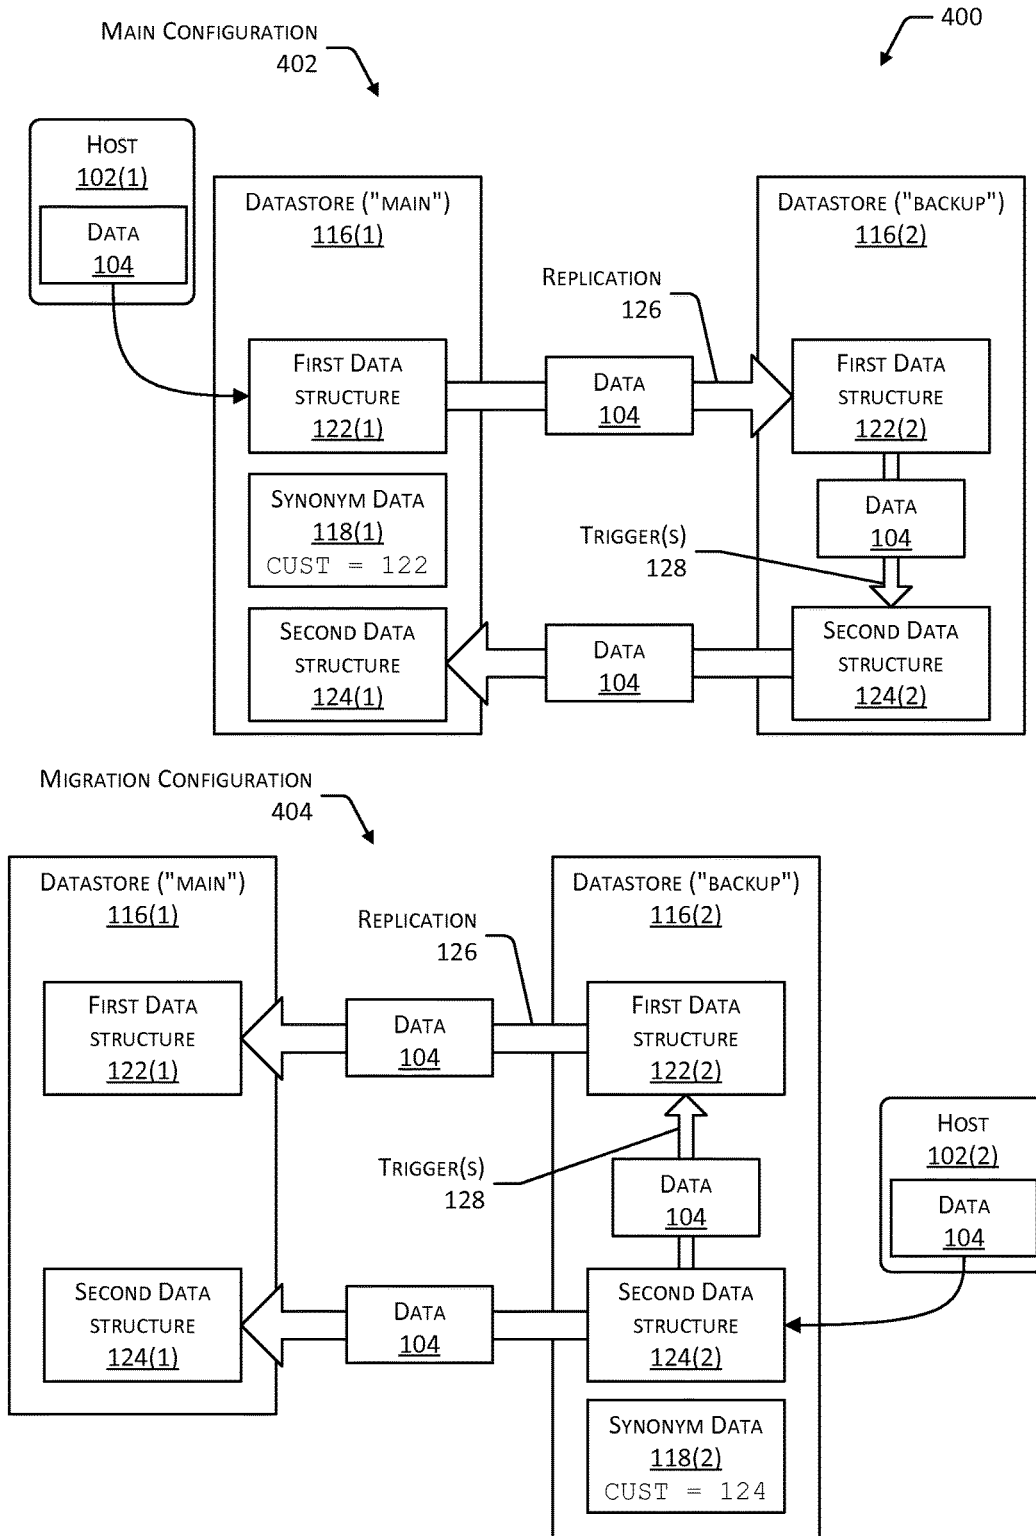 400
MAIN CONFIGURATION
402
HOST
102(1)
DATA
104
DATASTORE ("MAIN")
116(1)
DATASTORE ("BACKUP")
116(2)
REPLICATION
126
FIRST DATA
STRUCTURE
122(1)
DATA
104
FIRST DATA
STRUCTURE
122(2)
SYNONYM DATA
118(1)
CUST = 122
DATA
104
TRIGGER(S)
128
SECOND DATA
STRUCTURE
124(1)
DATA
104
SECOND DATA
STRUCTURE
124(2)
MIGRATION CONFIGURATION
404
DATASTORE ("MAIN")
116(1)
DATASTORE ("BACKUP")
116(2)
REPLICATION
126
FIRST DATA
STRUCTURE
122(1)
DATA
104
FIRST DATA
STRUCTURE
122(2)
HOST
102(2)
DATA
104
TRIGGER(S)
128
DATA
104
SECOND DATA
STRUCTURE
124(1)
DATA
104
SECOND DATA
STRUCTURE
124(2)
SYNONYM DATA
118(2)
CUST = 124